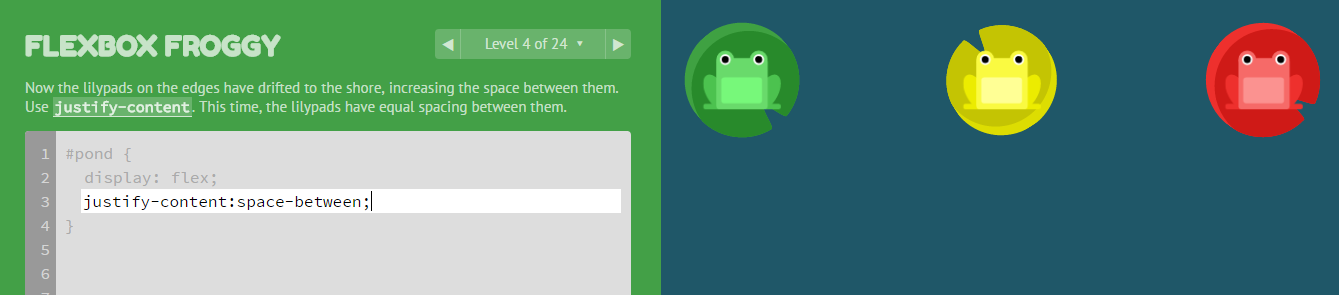 FLEXBOX FROGGY
◀ Level 4 of 24 ▾ ▶
Now the lilypads on the edges have drifted to the shore, increasing the space between them.
Use justify-content. This time, the lilypads have equal spacing between them.
1 #pond {
2 display: flex;
3 justify-content:space-between;
4 }
5
6